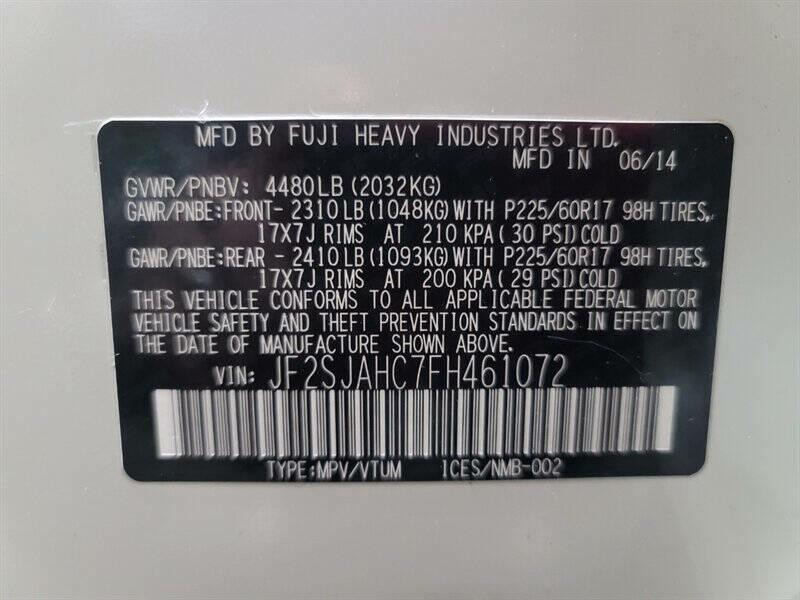 MFD BY FUJI HEAVY INDUSTRIES LTD.
MFD IN 06/14
GVWR/PNBV: 4480LB(2032KG)
GAWR/PNBE:FRONT- 2310LB(1048KG)WITH P225/60R17 98H TIRES,
17X7J RIMS AT 210 KPA( 30 PSI)COLD
GAWR/PNBE:REAR - 2410LB(1093KG)WITH P225/60R17 98H TIRES,
17X7J RIMS AT 200 KPA( 29 PSI)COLD
THIS VEHICLE CONFORMS TO ALL APPLICABLE FEDERAL MOTOR
VEHICLE SAFETY AND THEFT PREVENTION STANDARDS IN EFFECT ON
THE DATE OF MANUFACTURE SHOWN ABOVE.
VIN: JF2SJAHC7FH461072
TYPE:MPV/VTUM ICES/NMB-002